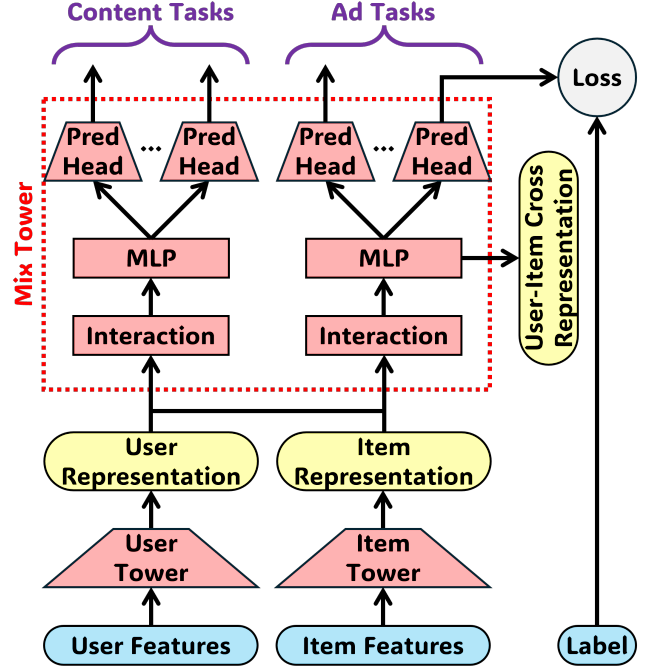 Content Tasks
Ad Tasks
Loss
Pred
Head
...
Pred
Head
Pred
Head
...
Pred
Head
Mix Tower
MLP
MLP
User-Item Cross
Representation
Interaction
Interaction
User
Representation
Item
Representation
User
Tower
Item
Tower
User Features
Item Features
Label